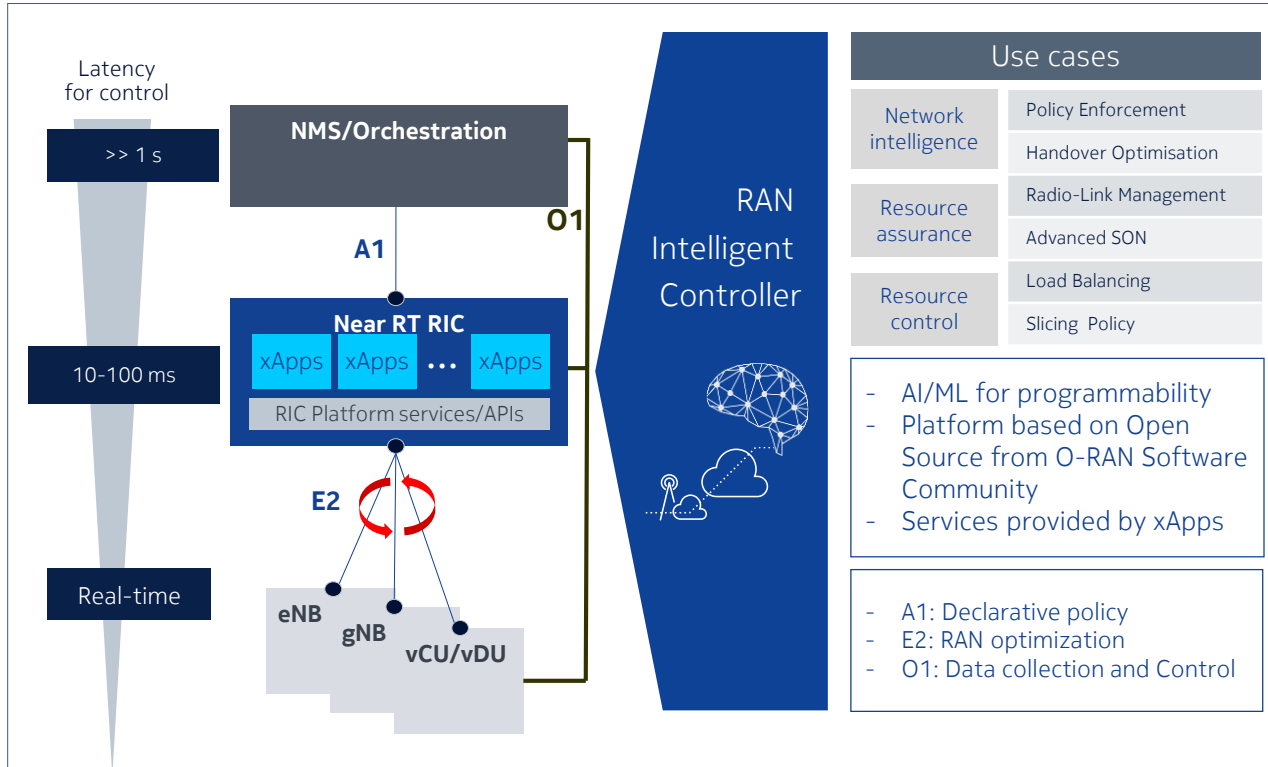 Latency
for control
>> 1 s
10-100 ms
Real-time
NMS/Orchestration
A1
O1
Near RT RIC
xApps
xApps
...
xApps
RIC Platform services/APIs
E2
eNB
gNB
vCU/vDU
RAN
Intelligent
Controller
Use cases
Network
intelligence
Resource
assurance
Resource
control
Policy Enforcement
Handover Optimisation
Radio-Link Management
Advanced SON
Load Balancing
Slicing Policy
- AI/ML for programmability
- Platform based on Open
Source from O-RAN Software
Community
- Services provided by xApps
- A1: Declarative policy
- E2: RAN optimization
- O1: Data collection and Control